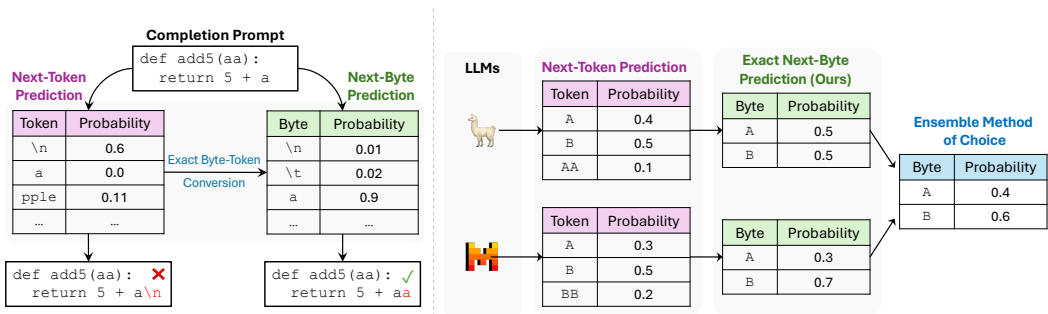 Completion Prompt
def add5(aa):
return 5 + a
Next-Token
Prediction
Next-Byte
Prediction
Token Probability
\n 0.6
a 0.0
pple 0.11
... ...
Exact Byte-Token
Conversion
Byte Probability
\n 0.01
\t 0.02
a 0.9
... ...
def add5(aa):
return 5 + a\n
def add5(aa):
return 5 + aa
LLMs
Next-Token Prediction
Token Probability
A 0.4
B 0.5
AA 0.1
Token Probability
A 0.3
B 0.5
BB 0.2
Exact Next-Byte
Prediction (Ours)
Byte Probability
A 0.5
B 0.5
Byte Probability
A 0.3
B 0.7
Ensemble Method
of Choice
Byte Probability
A 0.4
B 0.6